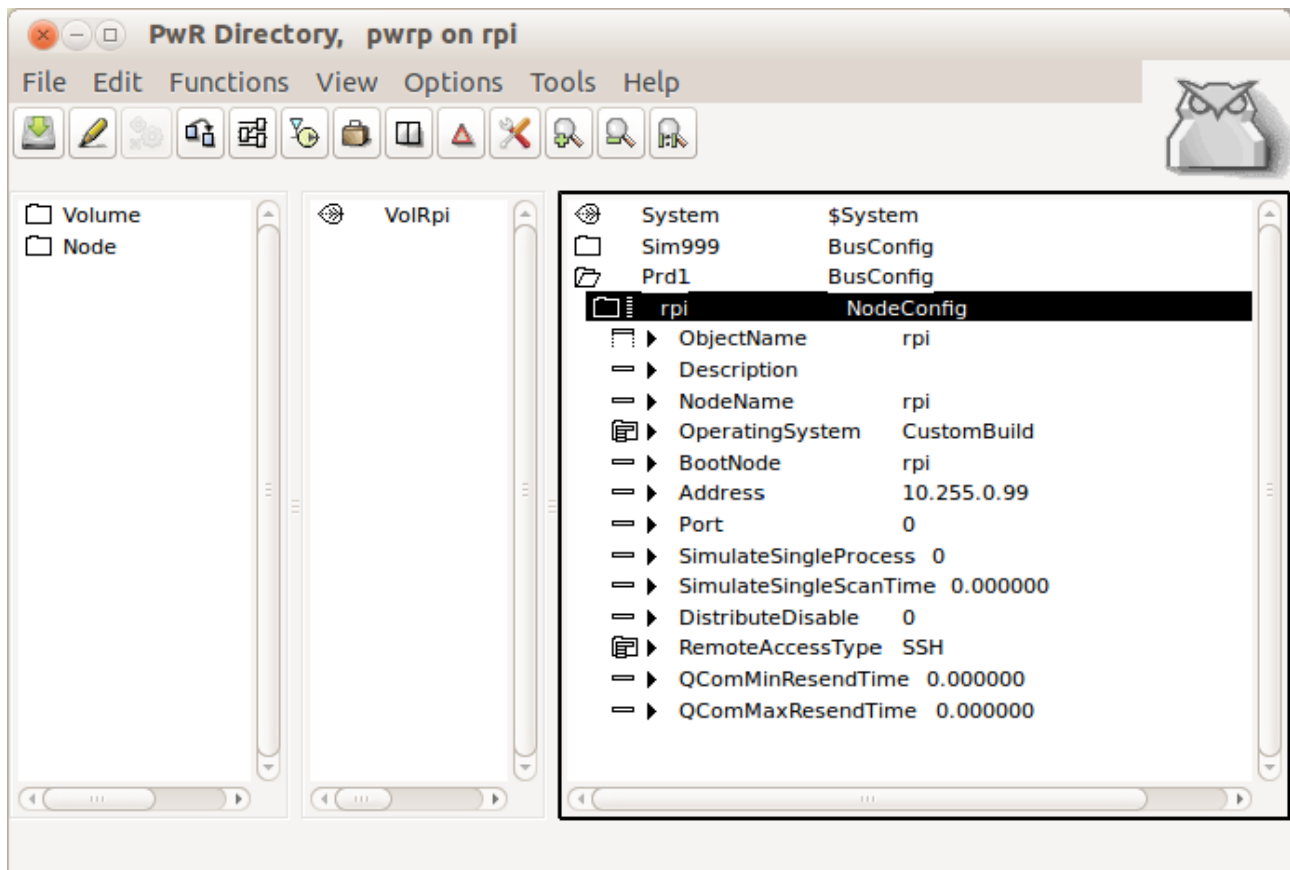 PwR Directory, pwrp on rpi
File Edit Functions View Options Tools Help
Volume
Node
VolRpi
System $System
Sim999 BusConfig
Prd1 BusConfig
rpi NodeConfig
ObjectName rpi
Description
NodeName rpi
OperatingSystem CustomBuild
BootNode rpi
Address 10.255.0.99
Port 0
SimulateSingleProcess 0
SimulateSingleScanTime 0.000000
DistributeDisable 0
RemoteAccessType SSH
QComMinResendTime 0.000000
QComMaxResendTime 0.000000